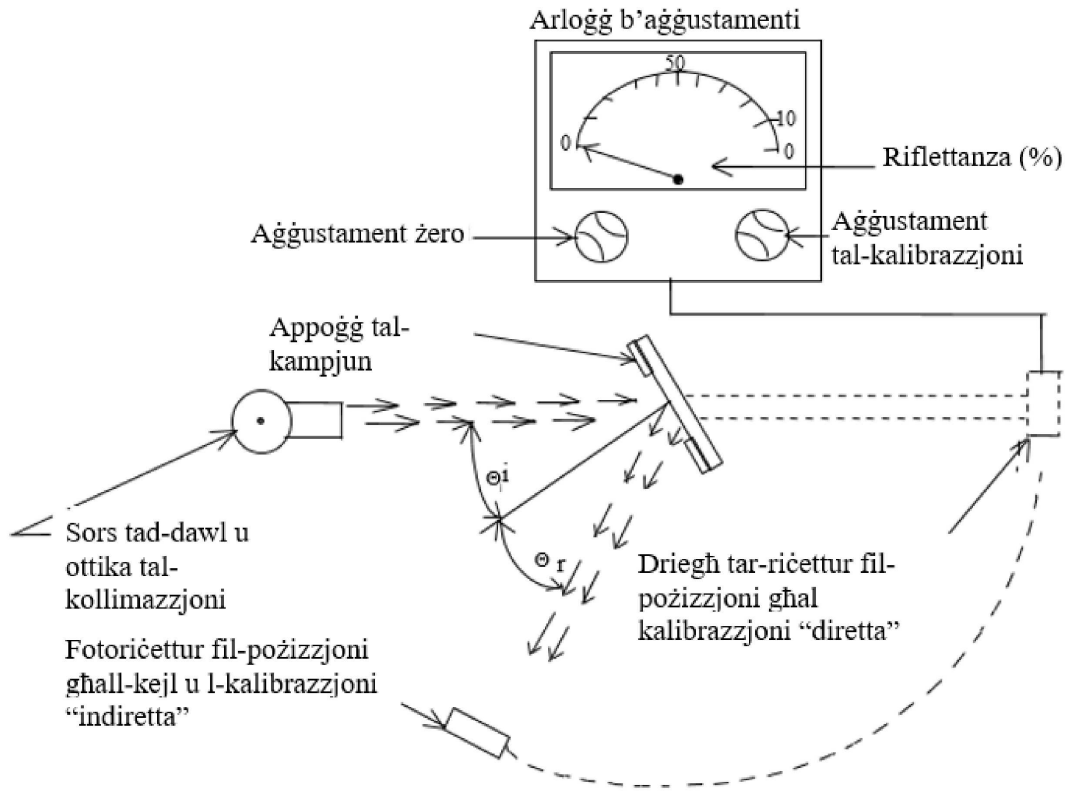 Arloġġ b’aġġustamenti
50
0
10
0
Riflettanza (%)
Aġġustament żero
Aġġustament
tal-kalibrazzjoni
Appoġġ tal-
kampjun
Θi
Θ r
Sors tad-dawl u
ottika tal-
kollimazzjoni
Driegħ tar-riċettur fil-
pożizzjoni għal
kalibrazzjoni “diretta”
Fotoriċettur fil-pożizzjoni
għall-kejl u l-kalibrazzjoni
“indiretta”